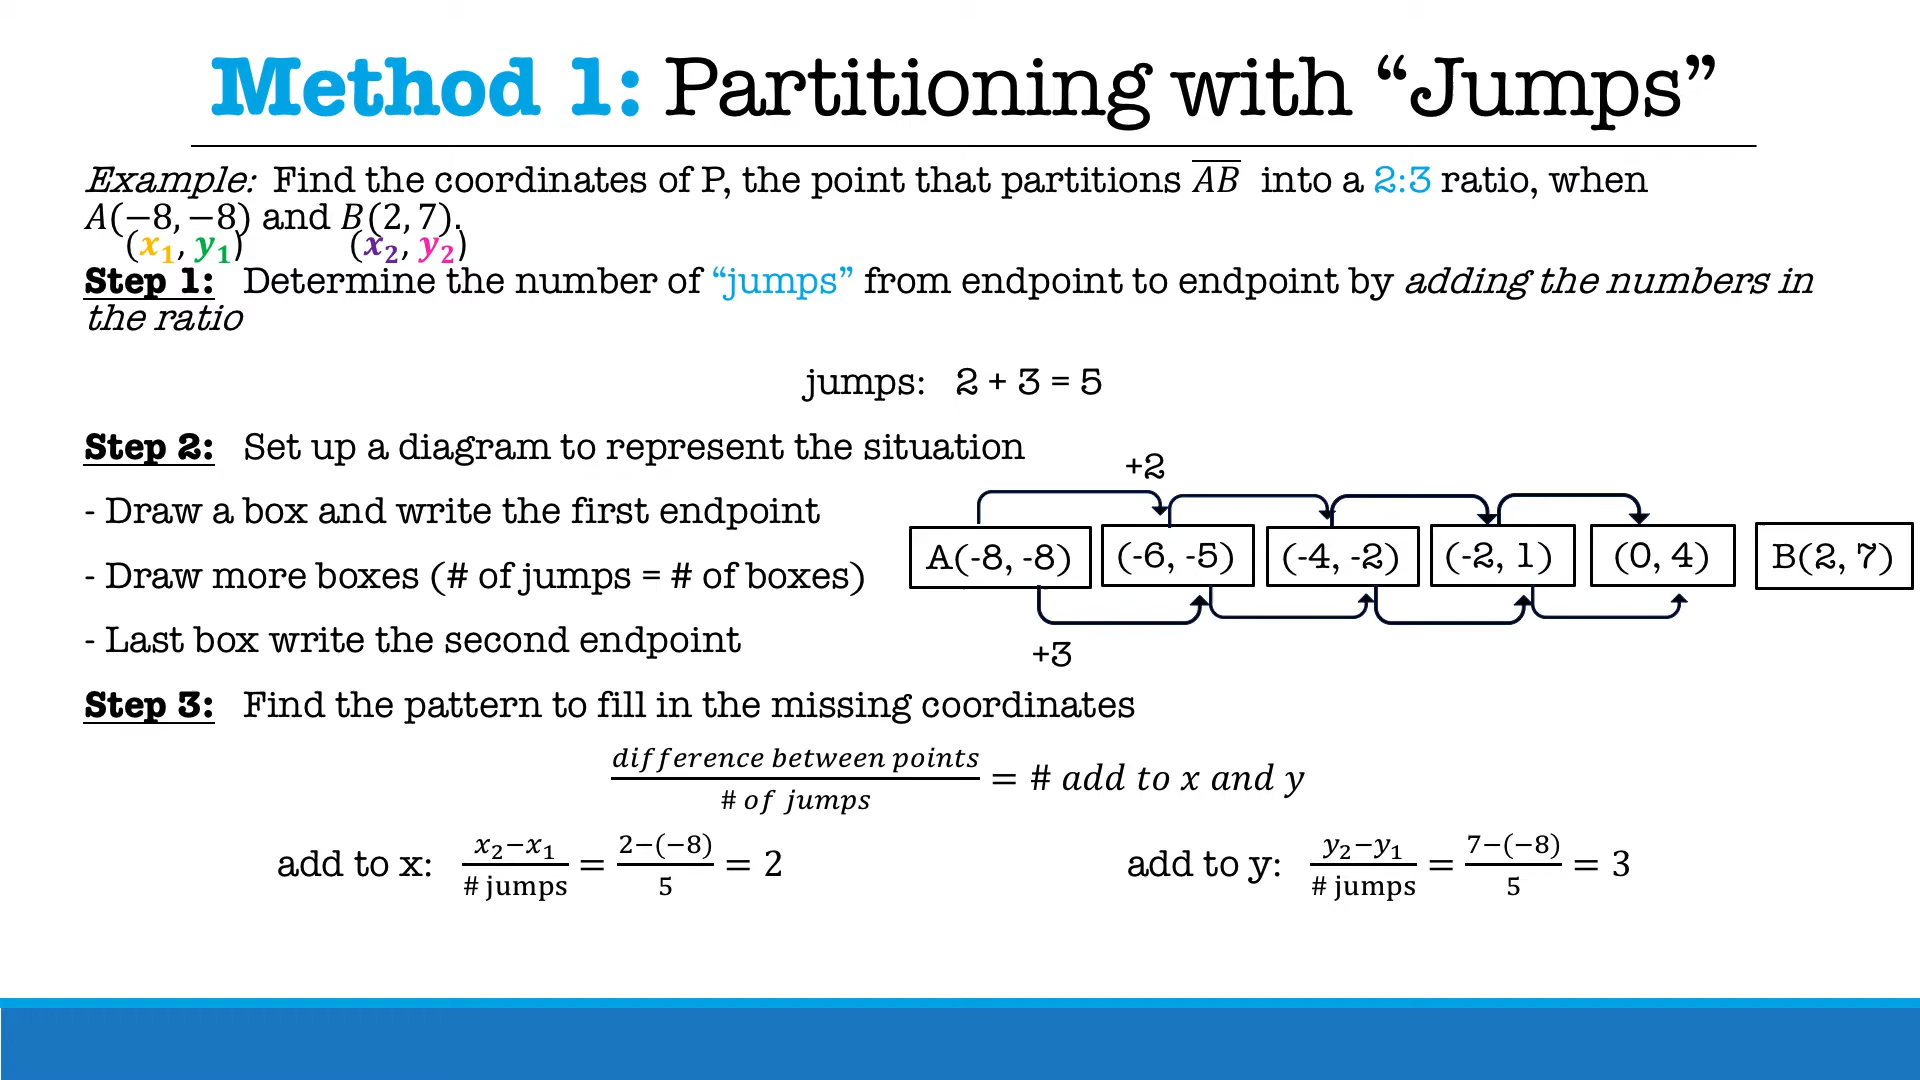 Method 1: Partitioning with “Jumps”
Example: Find the coordinates of P, the point that partitions AB into a 2:3 ratio, when
A(−8, −8) and B(2, 7).
(x₁, y₁) (x₂, y₂)
Step 1: Determine the number of “jumps” from endpoint to endpoint by adding the numbers in
the ratio
jumps: 2 + 3 = 5
Step 2: Set up a diagram to represent the situation
+2
- Draw a box and write the first endpoint
A(-8, -8) (-6, -5) (-4, -2) (-2, 1) (0, 4) B(2, 7)
- Draw more boxes (# of jumps = # of boxes)
- Last box write the second endpoint
+3
Step 3: Find the pattern to fill in the missing coordinates
difference between points / # of jumps = # add to x and y
add to x: x₂−x₁ / # jumps = 2−(−8) / 5 = 2
add to y: y₂−y₁ / # jumps = 7−(−8) / 5 = 3